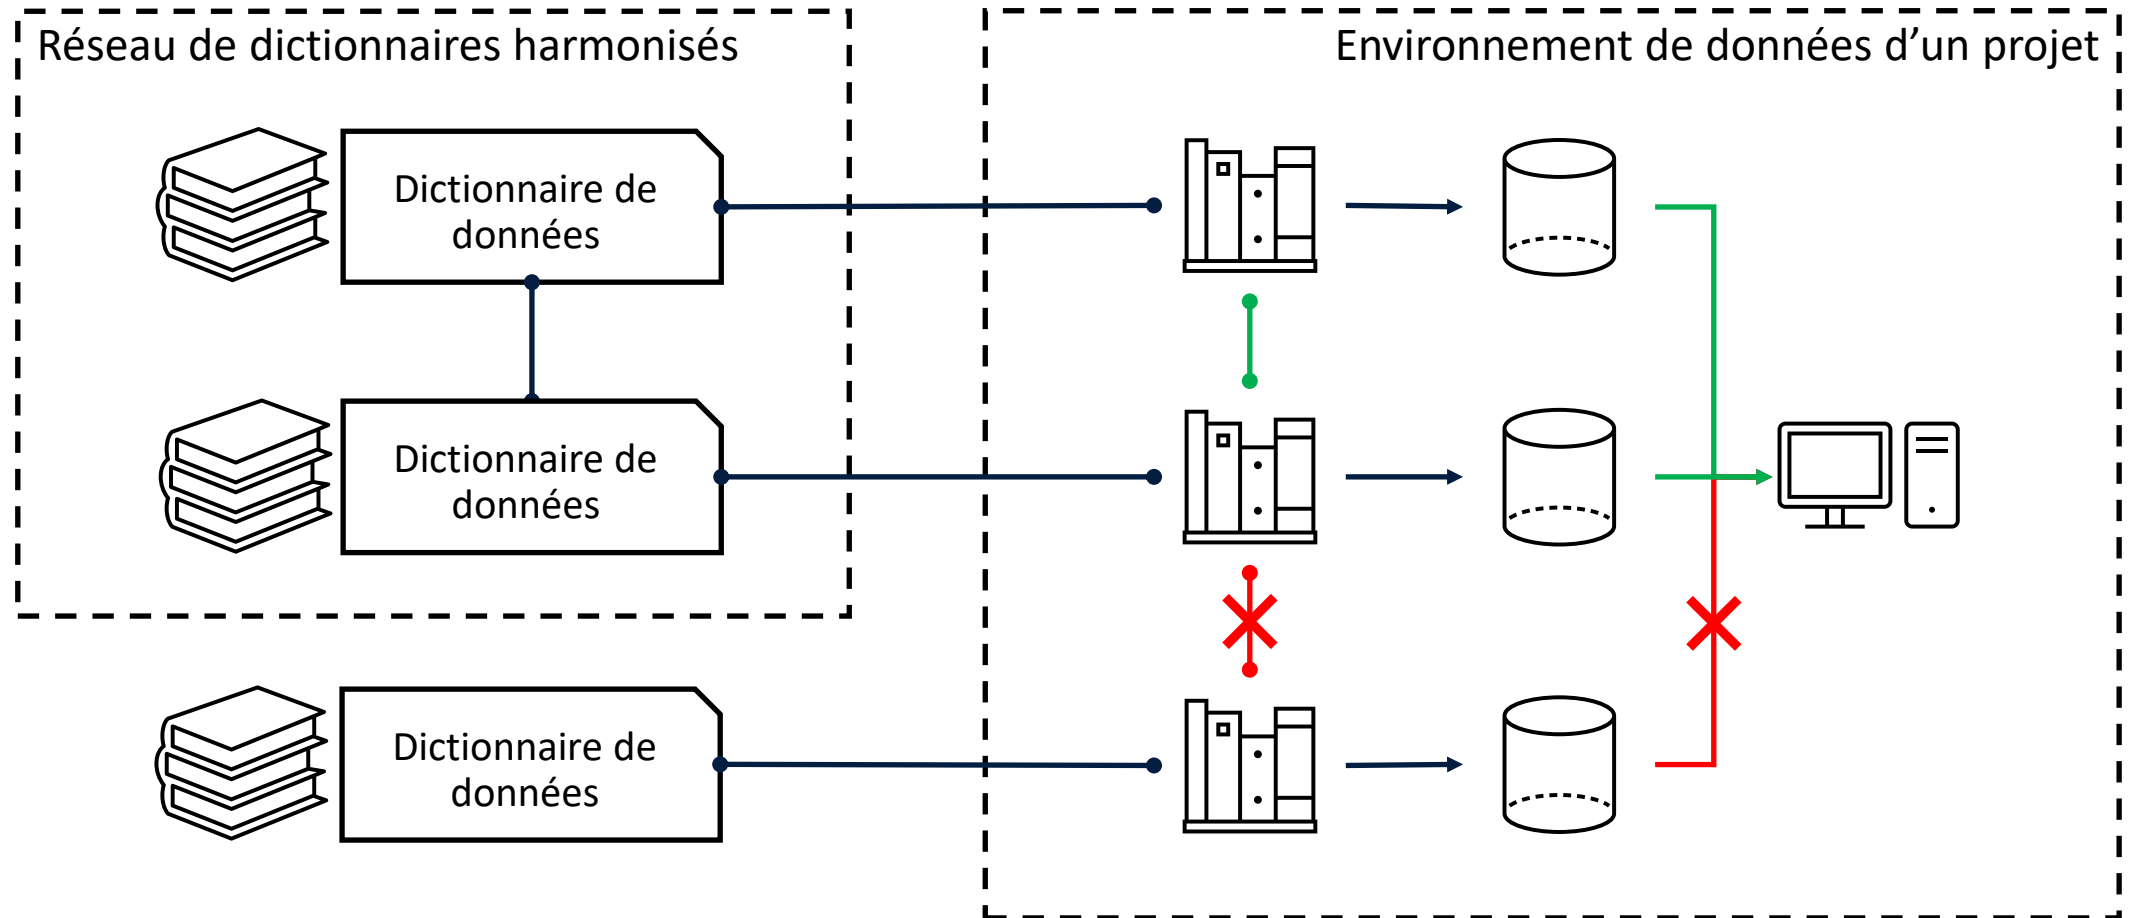 Réseau de dictionnaires harmonisés
Environnement de données d’un projet
Dictionnaire de
données
Dictionnaire de
données
Dictionnaire de
données